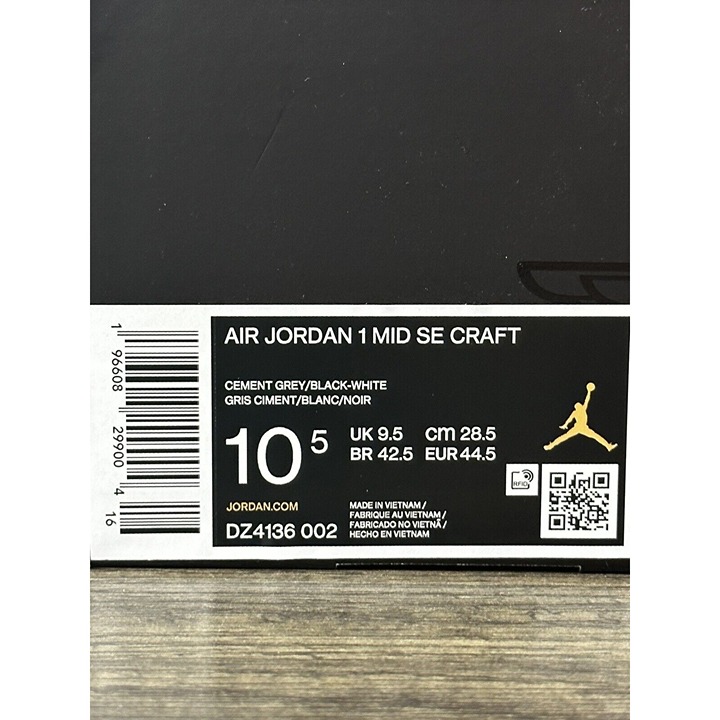 AIR JORDAN 1 MID SE CRAFT
CEMENT GREY/BLACK-WHITE
GRIS CIMENT/BLANC/NOIR
10 5
UK 9.5 CM 28.5
BR 42.5 EUR 44.5
JORDAN.COM
DZ4136 002
MADE IN VIETNAM /
FABRIQUE AU VIETNAM /
FABRICADO NO VIETNÃ /
HECHO EN VIETNAM
RFID
1 96608 29900 4 16